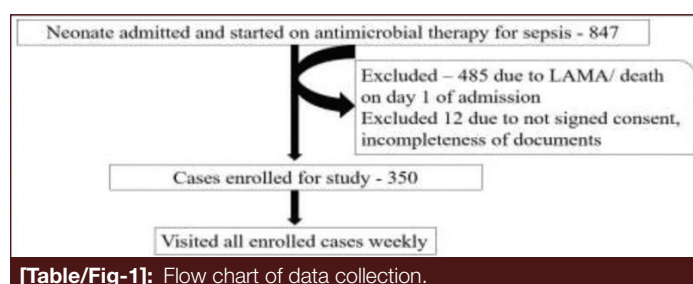 Neonate admitted and started on antimicrobial therapy for sepsis - 847
Excluded – 485 due to LAMA/ death
on day 1 of admission
Excluded 12 due to not signed consent,
incompleteness of documents
Cases enrolled for study - 350
Visited all enrolled cases weekly
[Table/Fig-1]: Flow chart of data collection.